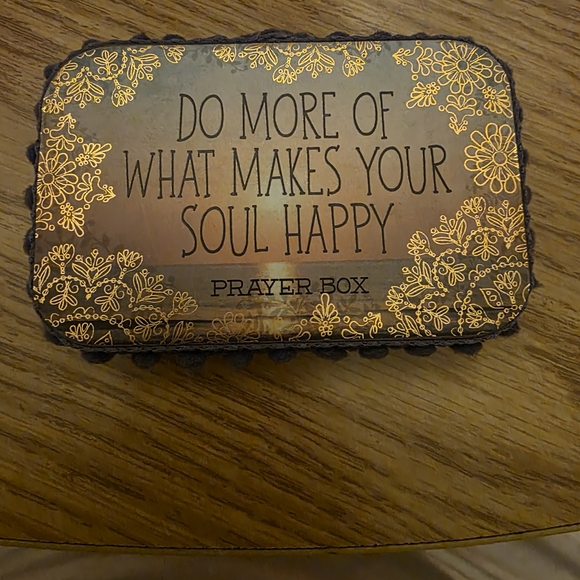 DO MORE OF
WHAT MAKES YOUR
SOUL HAPPY
PRAYER BOX